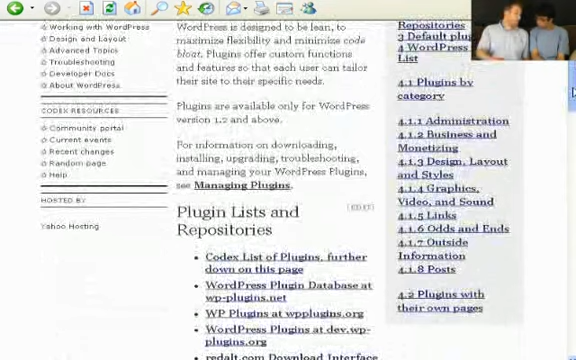 Working with WordPress
Design and Layout
Advanced Topics
Troubleshooting
Developer Docs
About WordPress
CODEX RESOURCES
Community portal
Current events
Recent changes
Random page
Help
HOSTED BY
Yahoo Hosting
WordPress is designed to be lean, to
maximize flexibility and minimize code
bloat. Plugins offer custom functions
and features so that each user can tailor
their site to their specific needs.
Plugins are available only for WordPress
version 1.2 and above.
For information on downloading,
installing, upgrading, troubleshooting,
and managing your WordPress Plugins,
see Managing Plugins.
Plugin Lists and
Repositories
[edit]
Codex List of Plugins, further
down on this page
WordPress Plugin Database at
wp-plugins.net
WP Plugins at wpplugins.org
WordPress Plugins at dev.wp-
plugins.org
redalt.com Download Interface
Repositories
3 Default plug
4 WordPress
List
4.1 Plugins by
category
4.1.1 Administration
4.1.2 Business and
Monetizing
4.1.3 Design, Layout
and Styles
4.1.4 Graphics,
Video, and Sound
4.1.5 Links
4.1.6 Odds and Ends
4.1.7 Outside
Information
4.1.8 Posts
4.2 Plugins with
their own pages